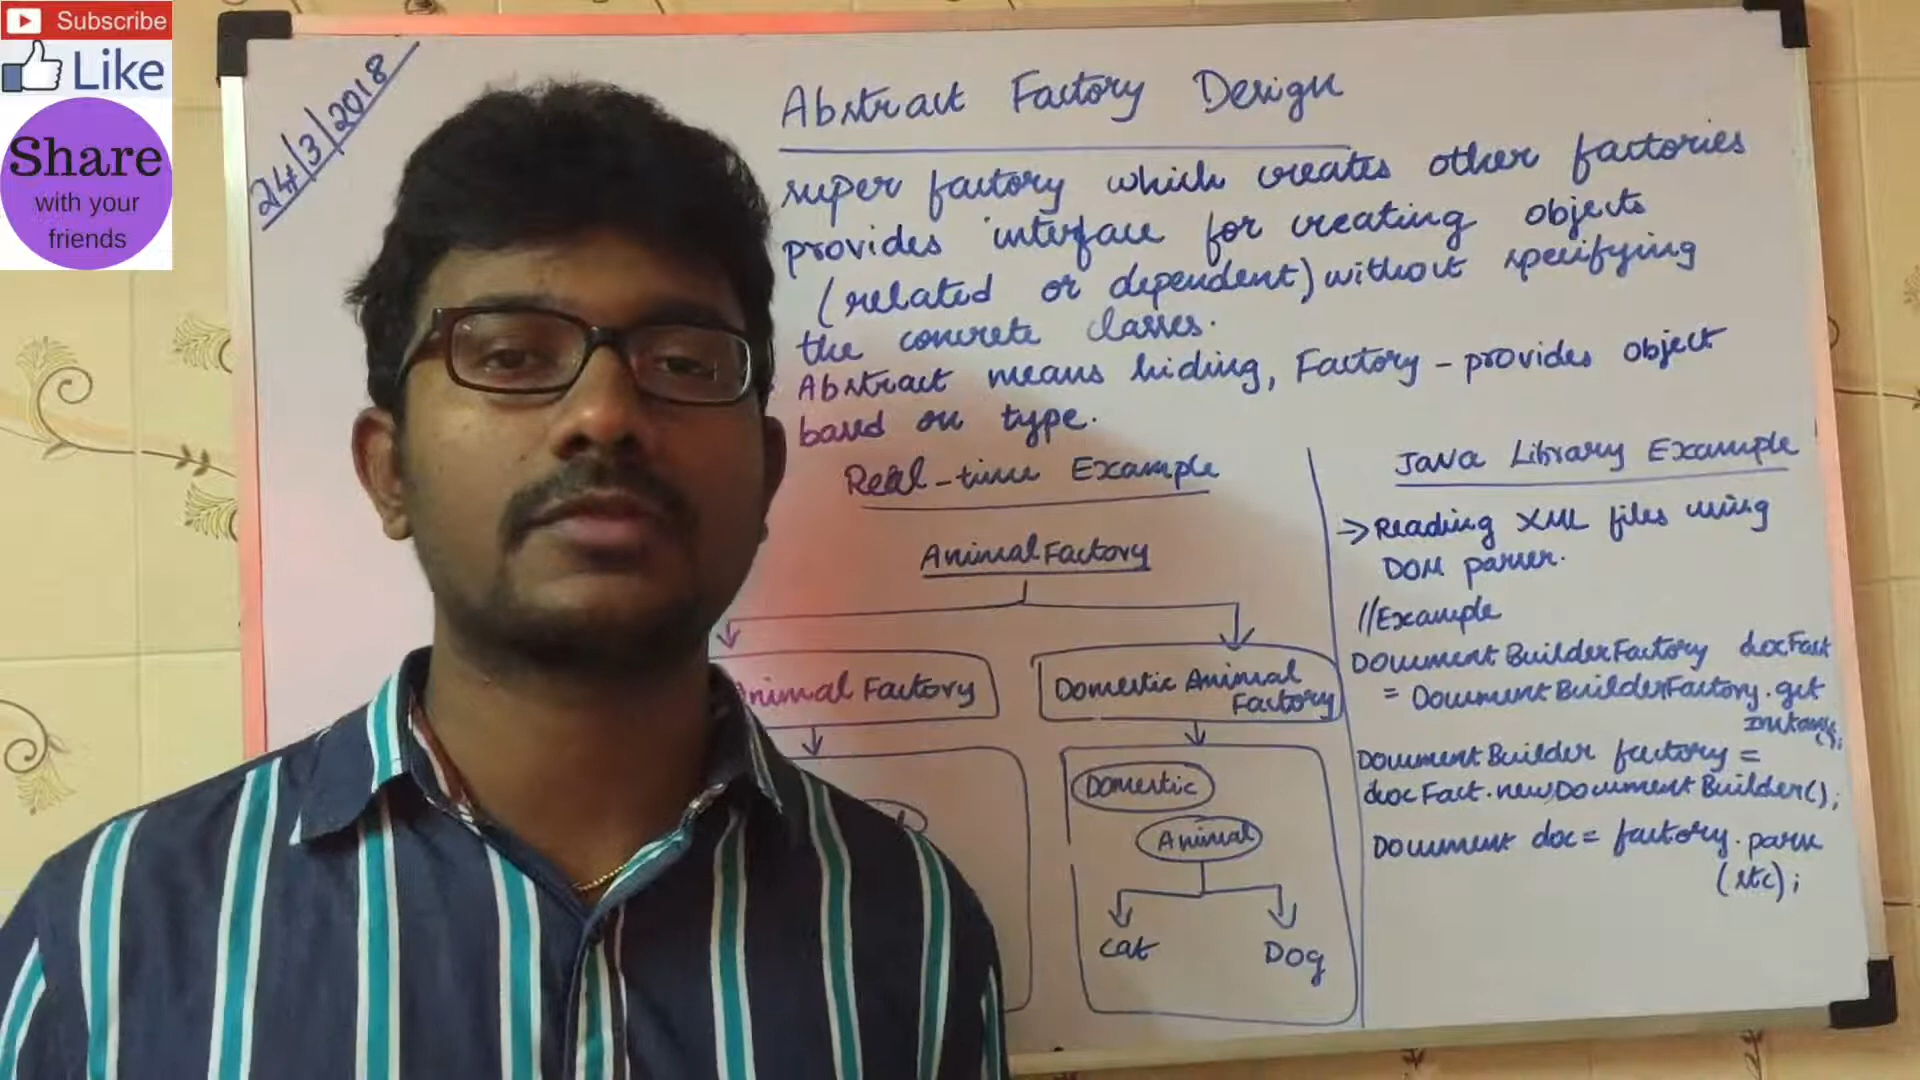 Subscribe
Like
Share
with your
friends
24/3/2018
Abstract Factory Design
super factory which creates other factories
provides interface for creating objects
(related or dependent) without specifying
the concrete classes.
Abstract means hiding, Factory - provides object
based on type.
Real-time Example
Animal Factory
Animal Factory
Domestic Animal
Factory
Domestic
Animal
Cat
Dog
Java Library Example
→ Reading XML files using
DOM parser.
//Example
DocumentBuilderFactory docFact
= DocumentBuilderFactory.get
Instance
();
DocumentBuilder factory =
docFact.newDocumentBuilder();
Document doc = factory.parse
(src);